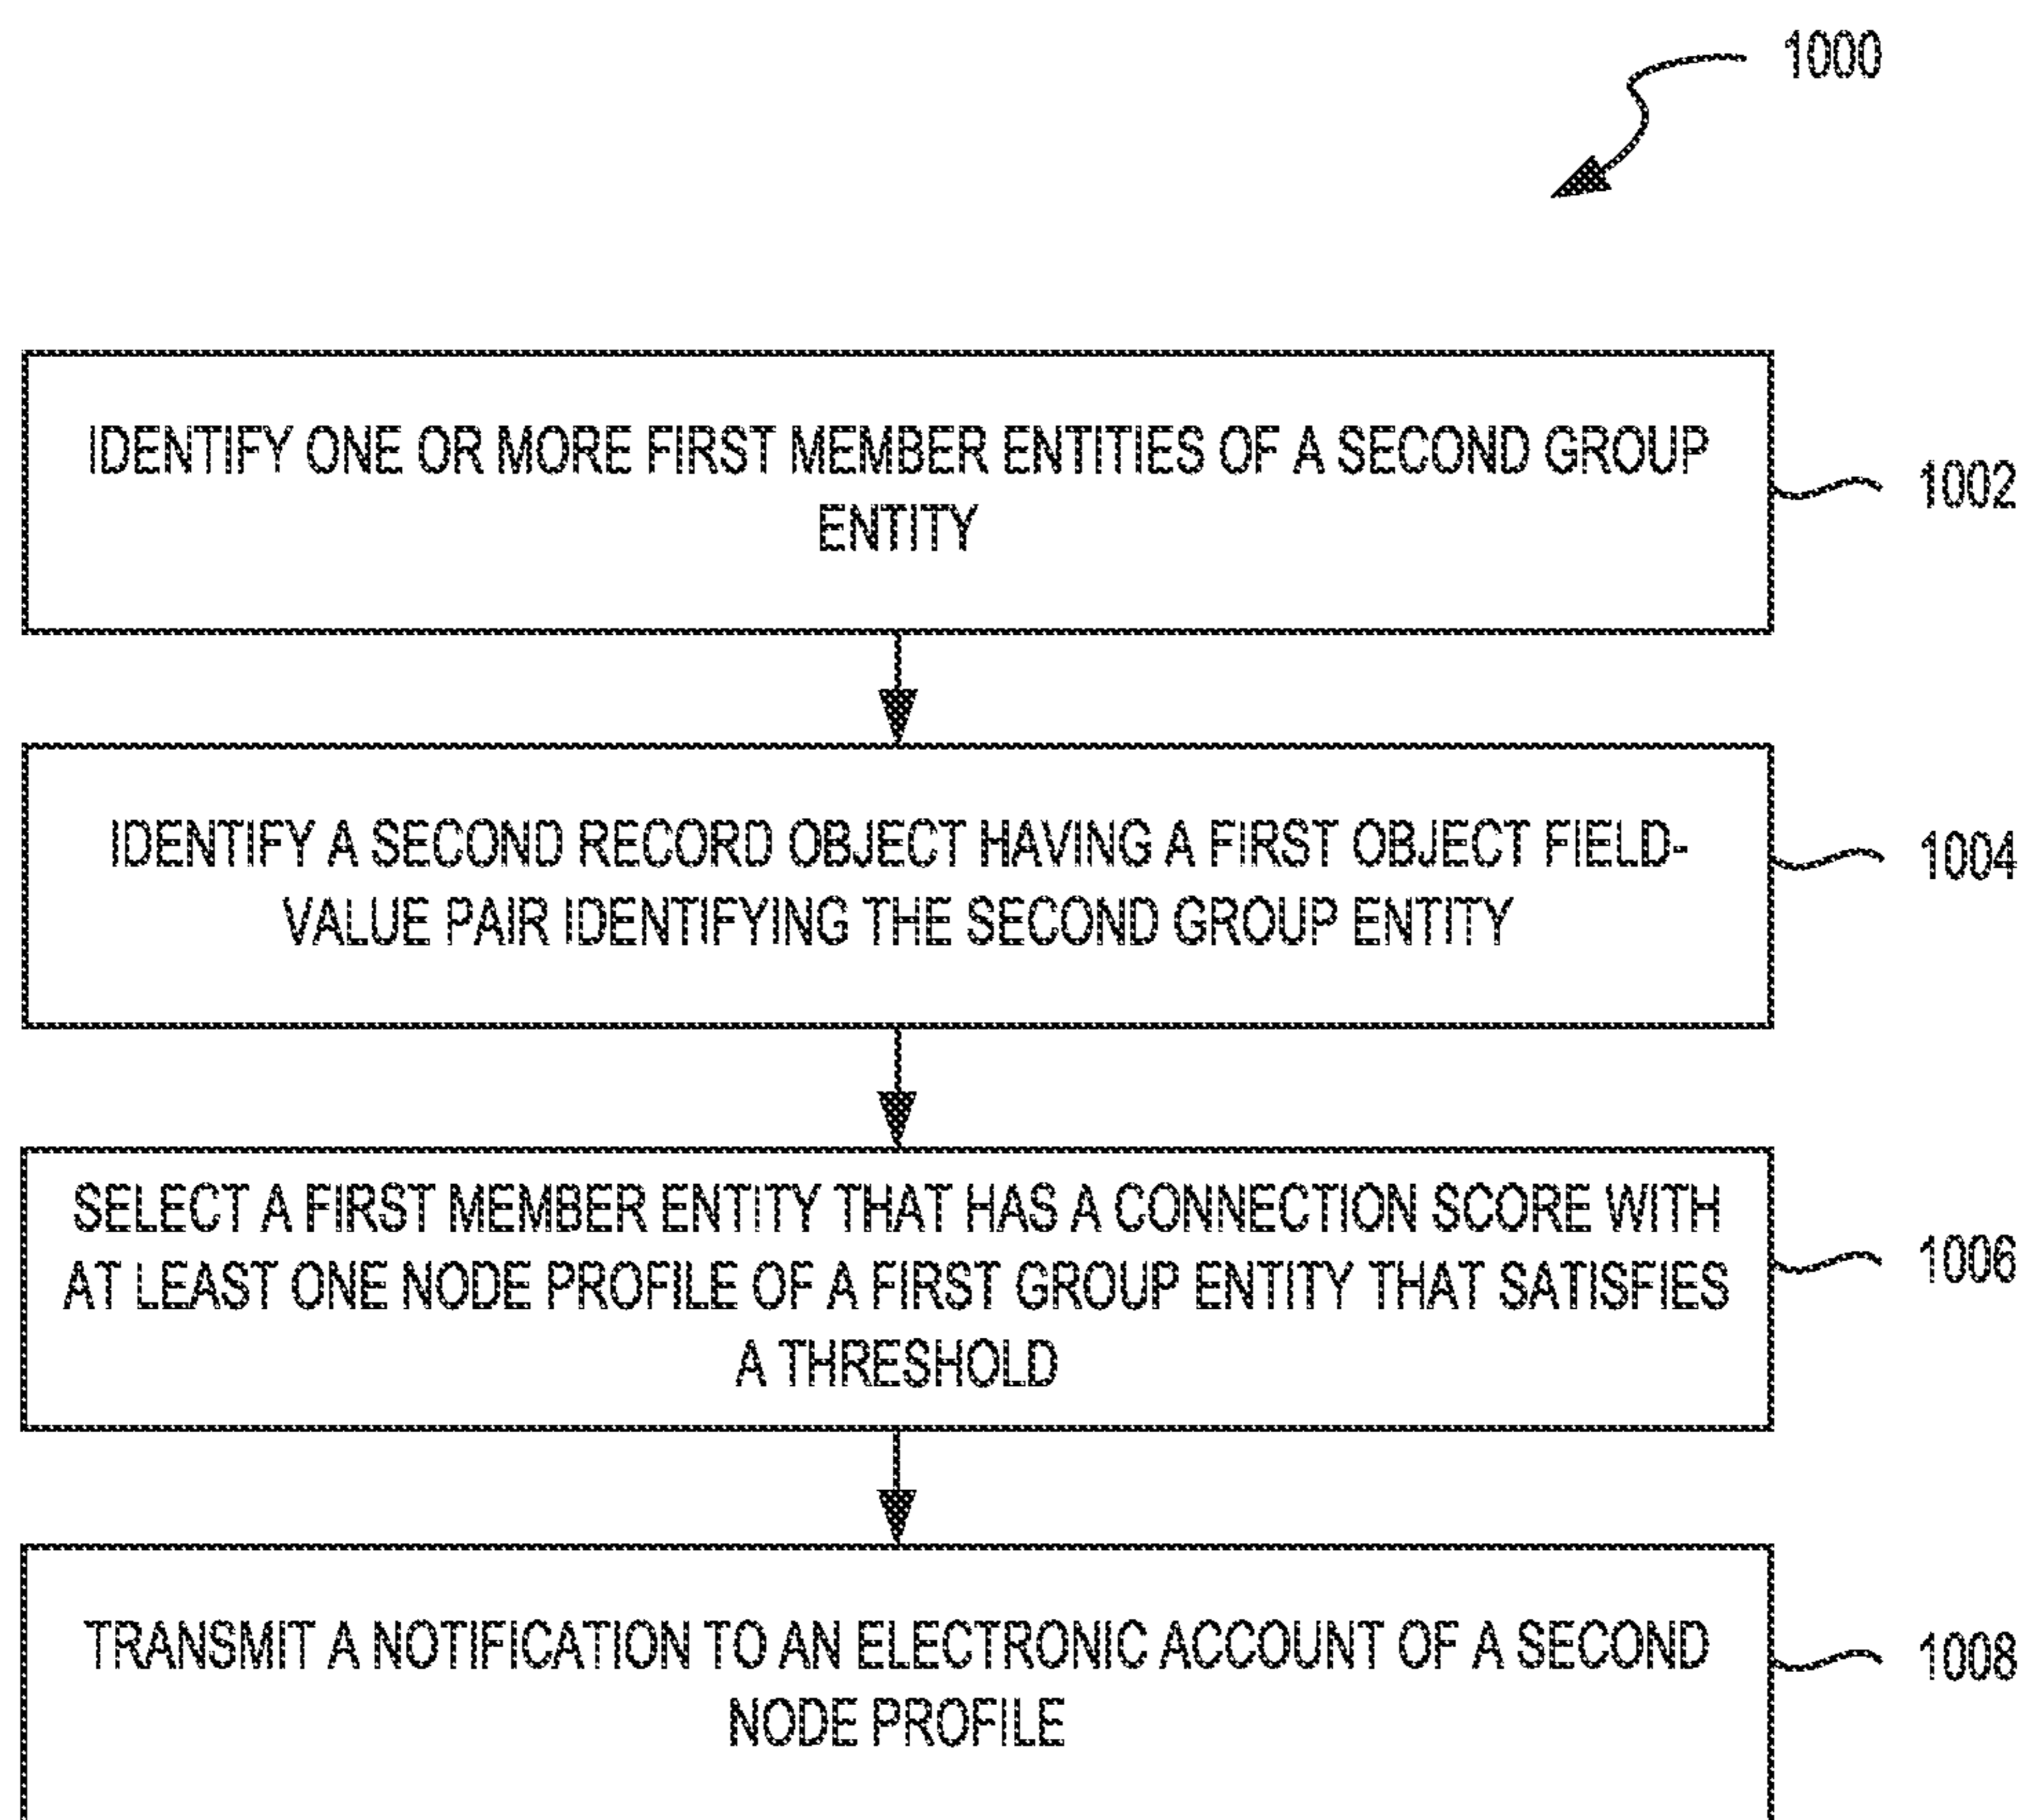 1000
IDENTIFY ONE OR MORE FIRST MEMBER ENTITIES OF A SECOND GROUP
ENTITY
1002
IDENTIFY A SECOND RECORD OBJECT HAVING A FIRST OBJECT FIELD-
VALUE PAIR IDENTIFYING THE SECOND GROUP ENTITY
1004
SELECT A FIRST MEMBER ENTITY THAT HAS A CONNECTION SCORE WITH
AT LEAST ONE NODE PROFILE OF A FIRST GROUP ENTITY THAT SATISFIES
A THRESHOLD
1006
TRANSMIT A NOTIFICATION TO AN ELECTRONIC ACCOUNT OF A SECOND
NODE PROFILE
1008